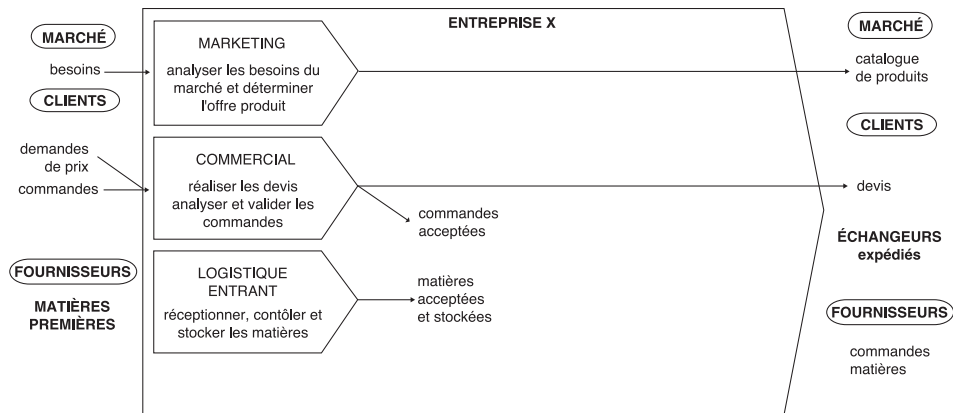 ENTREPRISE X
MARCHÉ
besoins
CLIENTS
demandes
de prix
commandes
FOURNISSEURS
MATIÈRES
PREMIÈRES
MARKETING
analyser les besoins du
marché et déterminer
l'offre produit
COMMERCIAL
réaliser les devis
analyser et valider les
commandes
LOGISTIQUE
ENTRANT
réceptionner, contôler et
stocker les matières
commandes
acceptées
matières
acceptées
et stockées
MARCHÉ
catalogue
de produits
CLIENTS
devis
ÉCHANGEURS
expédiés
FOURNISSEURS
commandes
matières